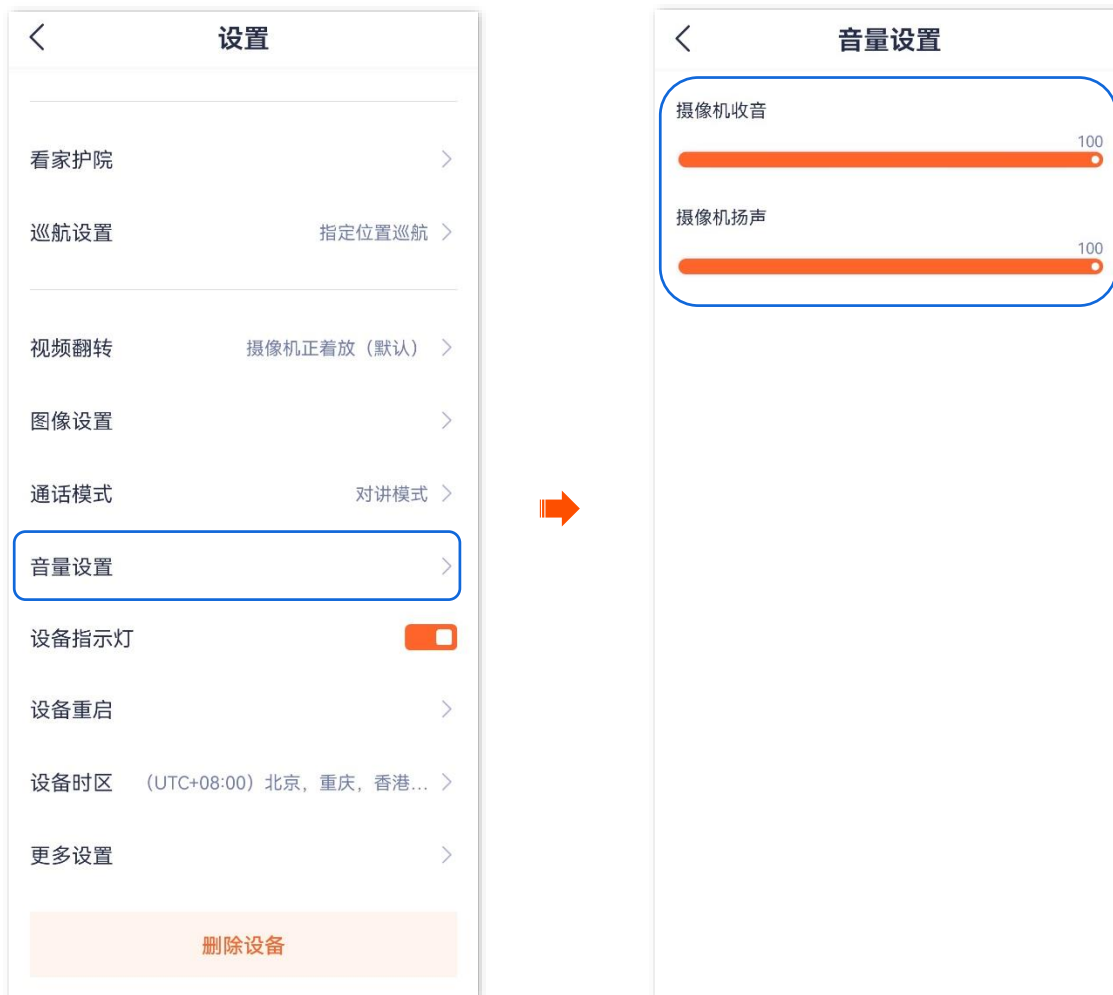 设置
看家护院
巡航设置 指定位置巡航
视频翻转 摄像机正着放（默认）
图像设置
通话模式 对讲模式
音量设置
设备指示灯
设备重启
设备时区 （UTC+08:00）北京，重庆，香港...
更多设置
删除设备
音量设置
摄像机收音
100
摄像机扬声
100